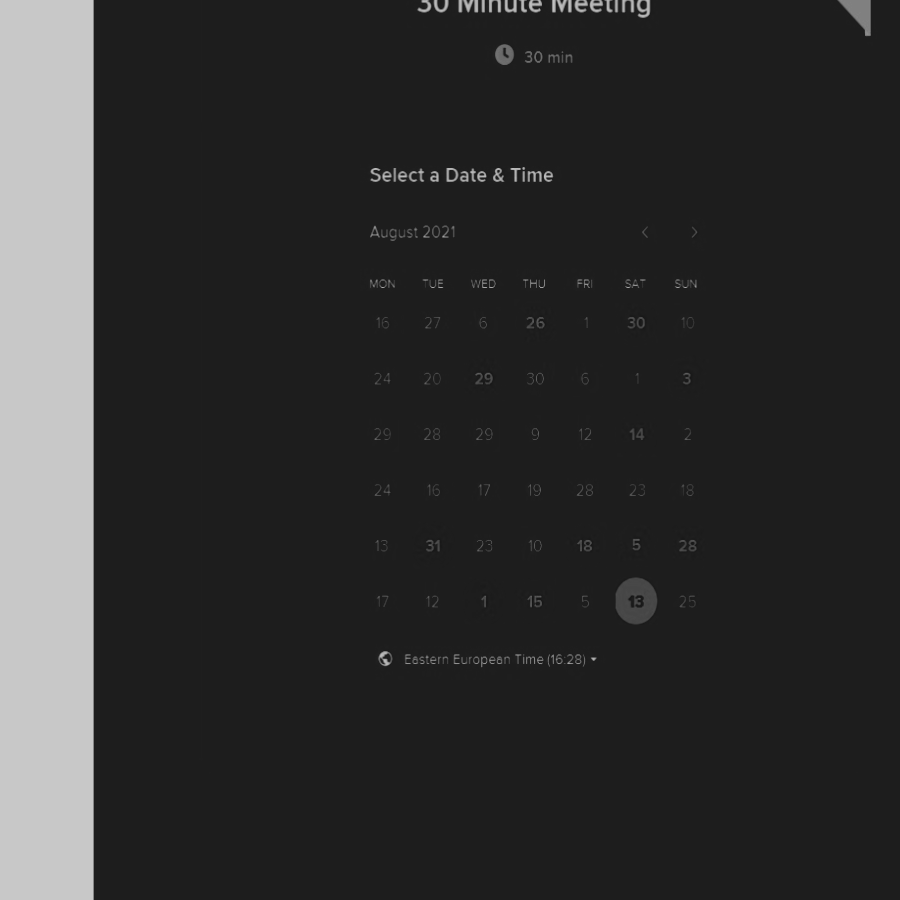 30 Minute Meeting
30 min
Select a Date & Time
August 2021
MON TUE WED THU FRI SAT SUN
16 27 6 26 1 30 10
24 20 29 30 6 1 3
29 28 29 9 12 14 2
24 16 17 19 28 23 18
13 31 23 10 18 5 28
17 12 1 15 5 13 25
Eastern European Time (16:28)